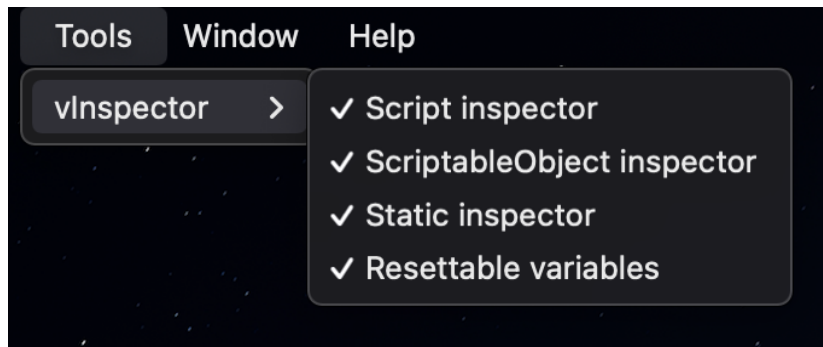 Tools Window Help
vInspector
✓ Script inspector
✓ ScriptableObject inspector
✓ Static inspector
✓ Resettable variables